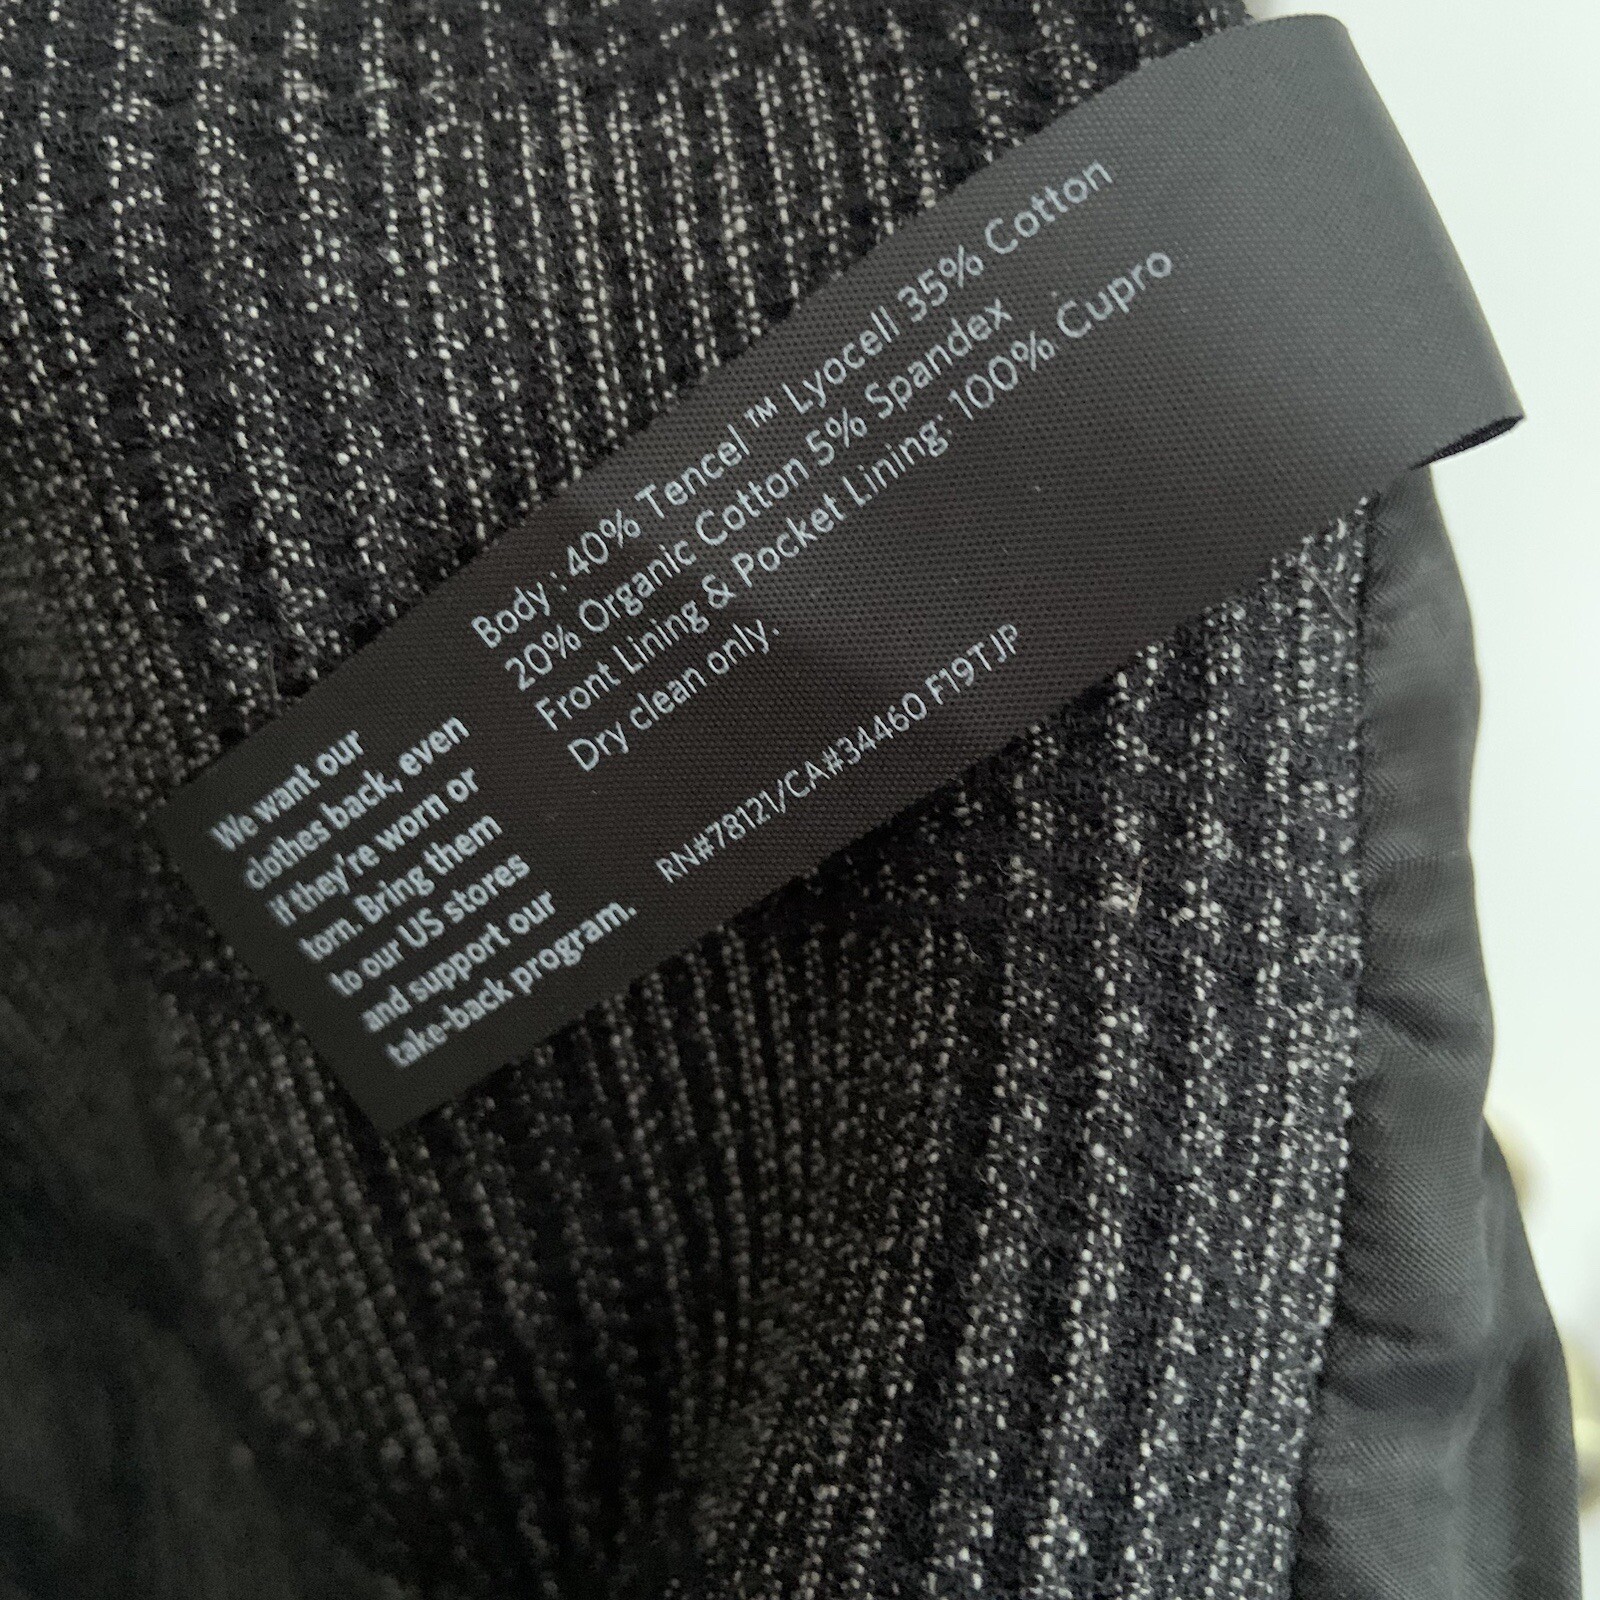 Body : 40% Tencel™ Lyocell 35% Cotton
20% Organic Cotton 5% Spandex
Front Lining & Pocket Lining: 100% Cupro
Dry clean only.
RN#78121/CA#34460 F19TJP
We want our
clothes back, even
if they're worn or
torn. Bring them
to our US stores
and support our
take-back program.